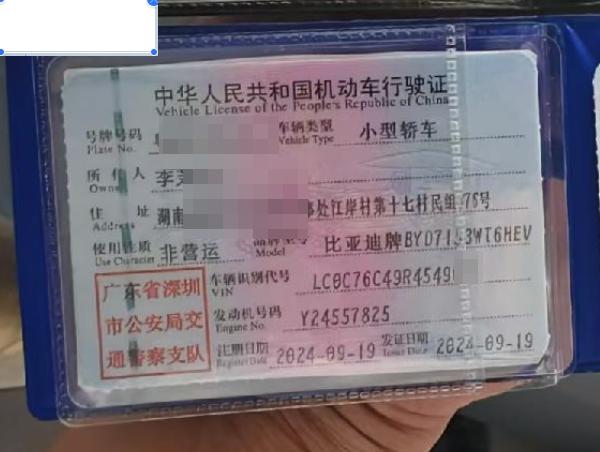 中华人民共和国机动车行驶证
Vehicle License of the People's Republic of China
号牌号码 车辆类型 小型轿车
Plate No. Vehicle Type
所有人 李
Owner
住址 湖南 事处江岸村第十七村民组 76号
Address
使用性质 非营运 品牌型号 比亚迪牌BYD7153WT6HEV
Use Character Model
广东省深圳
市公安局交
通警察支队
车辆识别代号 LC0C76C49R4549
VIN
发动机号码 Y24557825
Engine No.
注册日期 2024-09-19 发证日期 2024-09-19
Register Date Issue Date